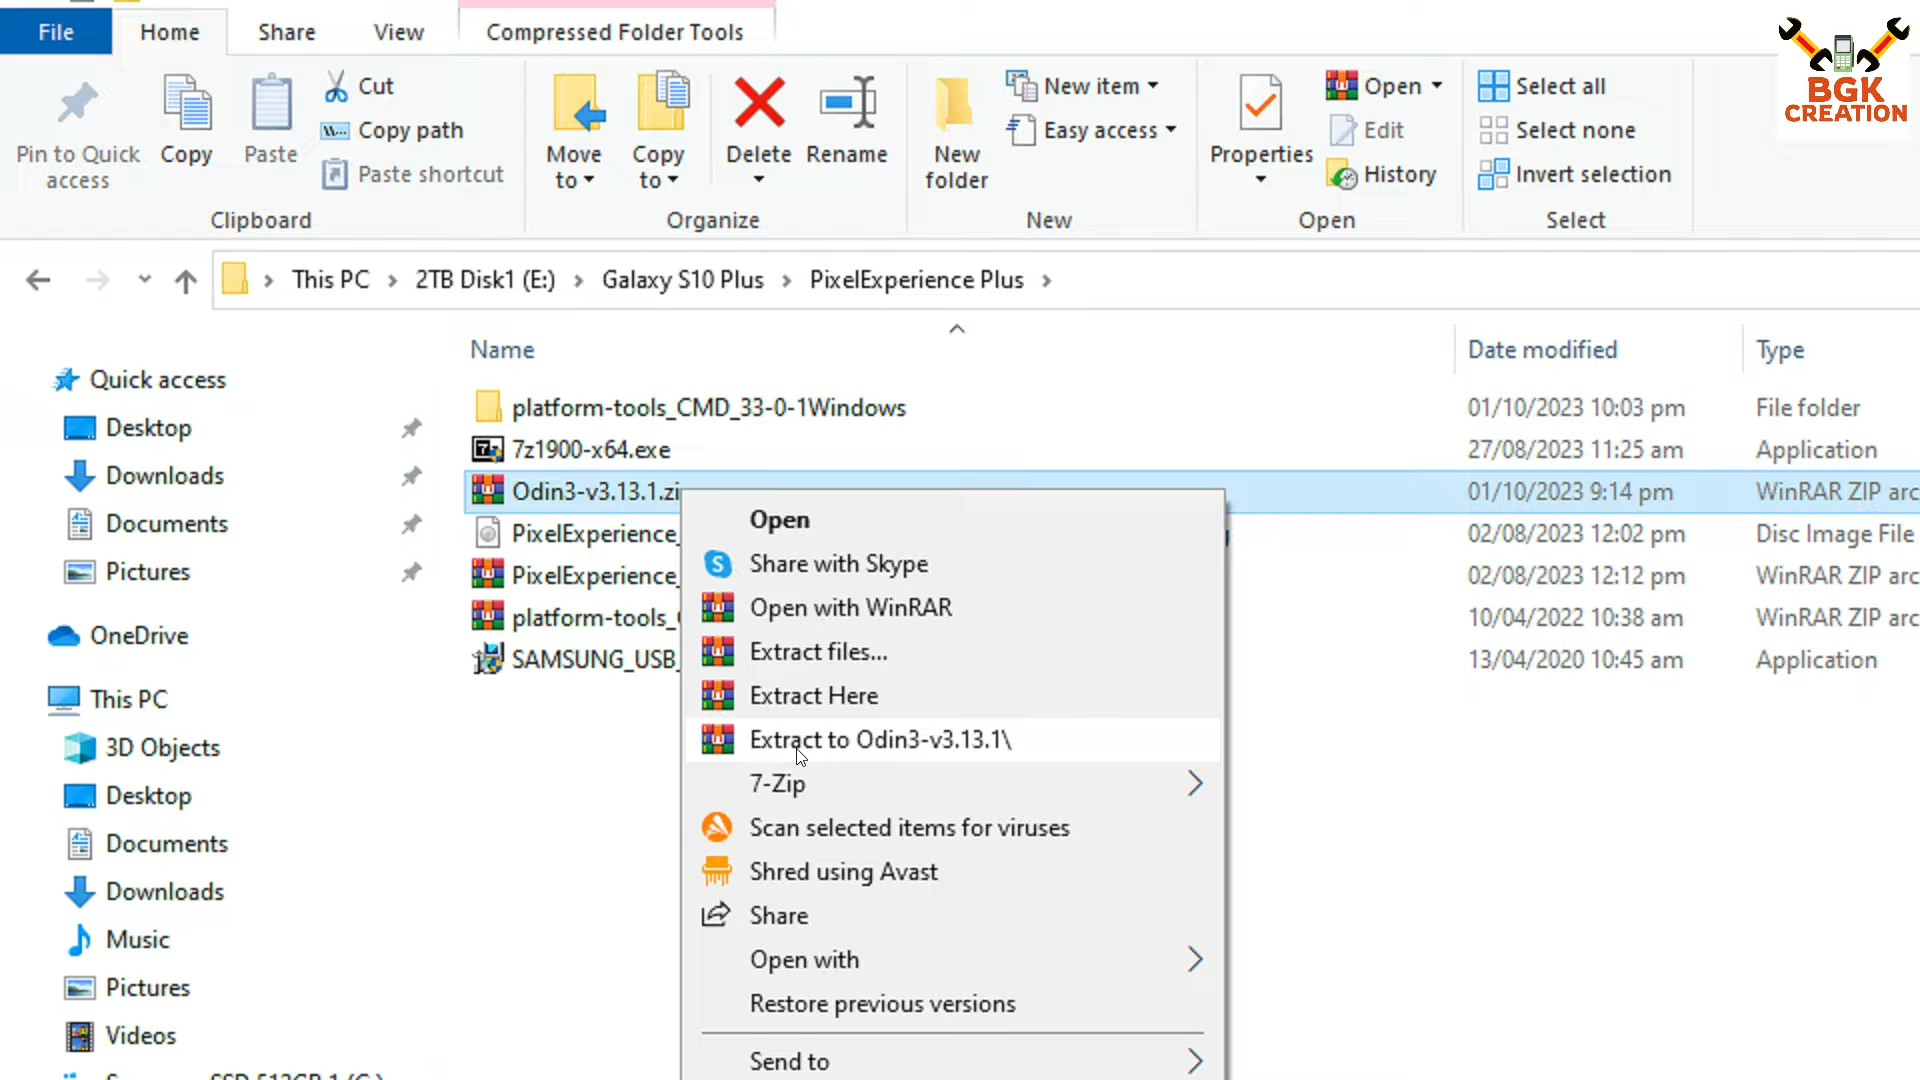 File
Home
Share
View
Compressed Folder Tools
Pin to Quick
access
Copy
Paste
Cut
Copy path
Paste shortcut
Clipboard
Move
to
Copy
to
Delete
Rename
Organize
New
folder
New item
Easy access
New
Properties
Open
Edit
History
Open
Select all
Select none
Invert selection
Select
BGK
CREATION
This PC > 2TB Disk1 (E:) > Galaxy S10 Plus > PixelExperience Plus >
Name Date modified Type
platform-tools_CMD_33-0-1Windows 01/10/2023 10:03 pm File folder
7z1900-x64.exe 27/08/2023 11:25 am Application
Odin3-v3.13.1.zi 01/10/2023 9:14 pm WinRAR ZIP arc
PixelExperience_ 02/08/2023 12:02 pm Disc Image File
PixelExperience_ 02/08/2023 12:12 pm WinRAR ZIP arc
platform-tools_ 10/04/2022 10:38 am WinRAR ZIP arc
SAMSUNG_USB_ 13/04/2020 10:45 am Application
Quick access
Desktop
Downloads
Documents
Pictures
OneDrive
This PC
3D Objects
Desktop
Documents
Downloads
Music
Pictures
Videos
Open
Share with Skype
Open with WinRAR
Extract files...
Extract Here
Extract to Odin3-v3.13.1\
7-Zip
Scan selected items for viruses
Shred using Avast
Share
Open with
Restore previous versions
Send to